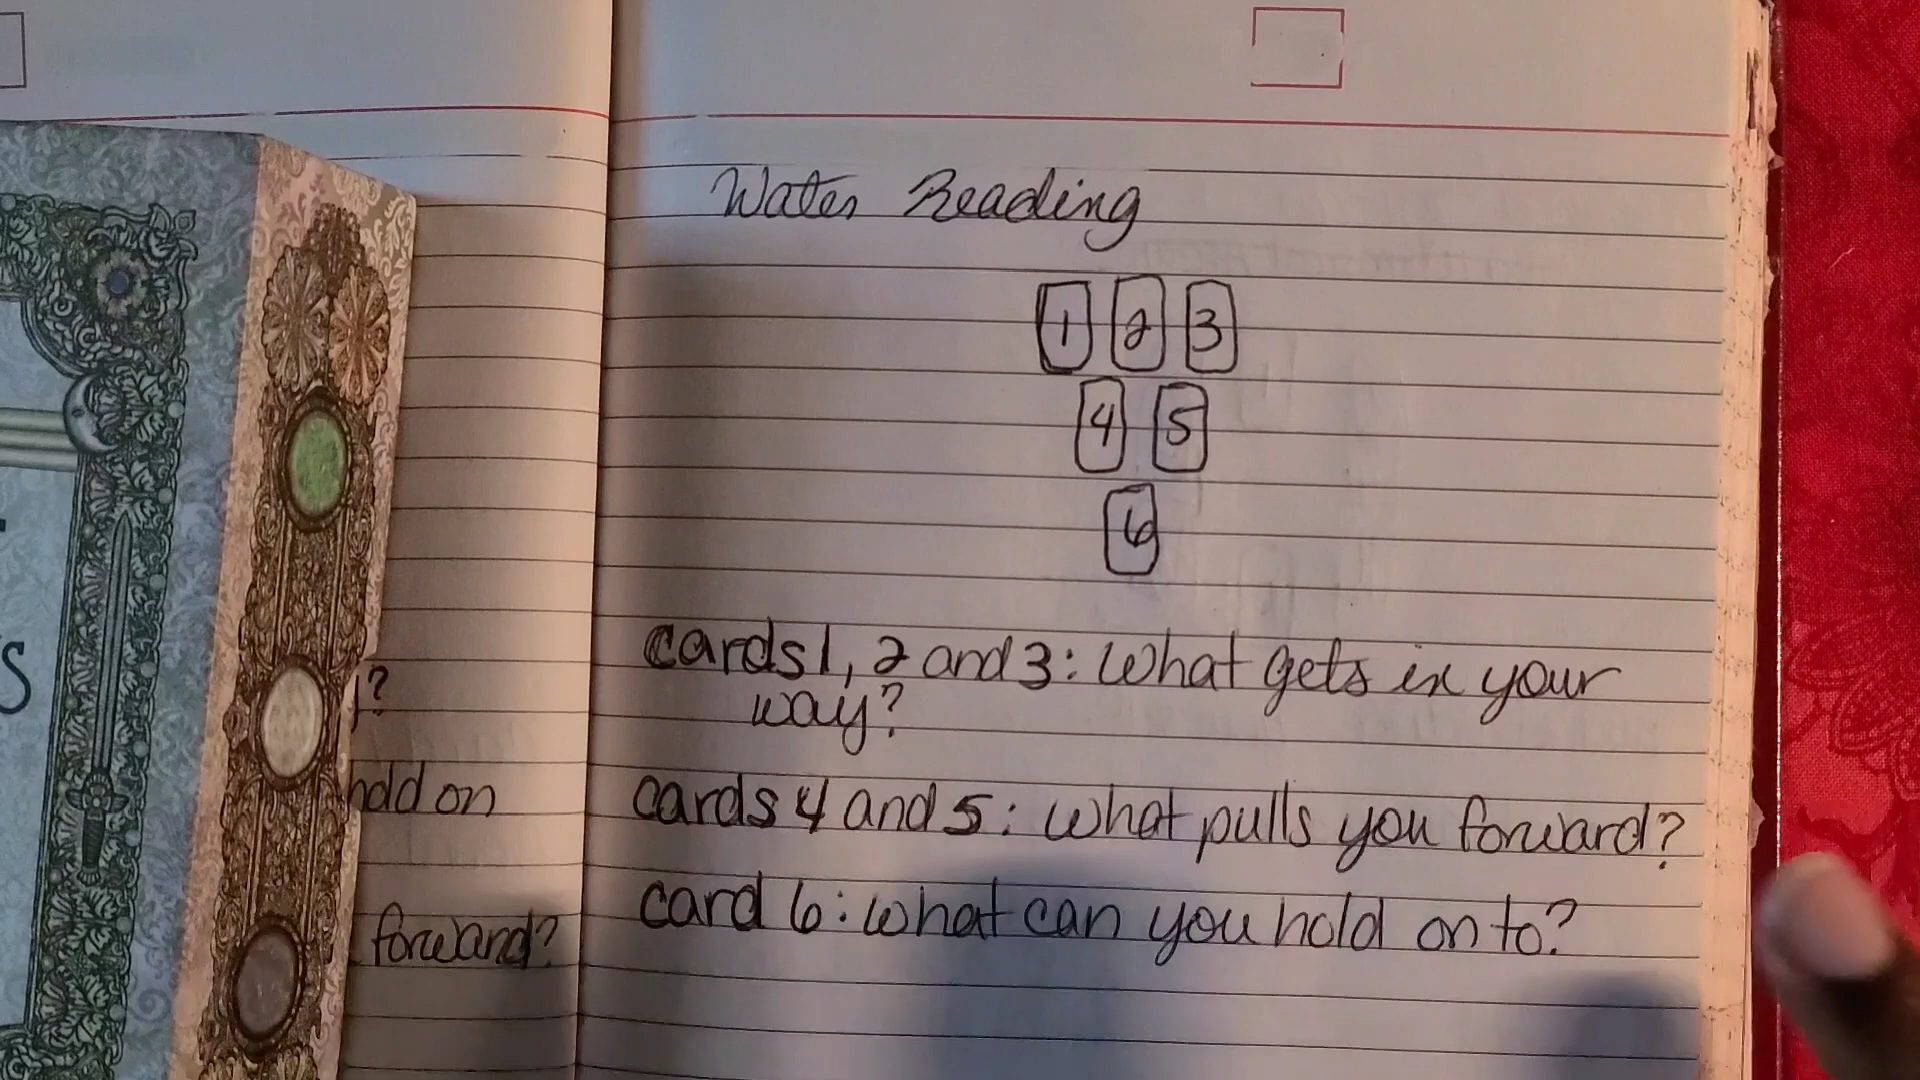 Water Reading
1 2 3
4 5
6
cards 1, 2 and 3: What gets in your
way?
cards 4 and 5: What pulls you forward?
card 6: what can you hold on to?
?
hold on
forward?
S